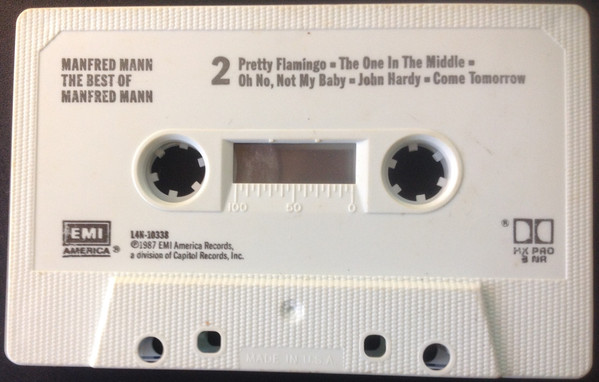 MANFRED MANN
THE BEST OF
MANFRED MANN
2
Pretty Flamingo ▪ The One In The Middle ▪
Oh No, Not My Baby ▪ John Hardy ▪ Come Tomorrow
100 50 0
EMI
AMERICA®
L4N-10338
℗1987 EMI America Records,
a division of Capitol Records, Inc.
®
HX PRO
B NR
MADE IN U.S.A.